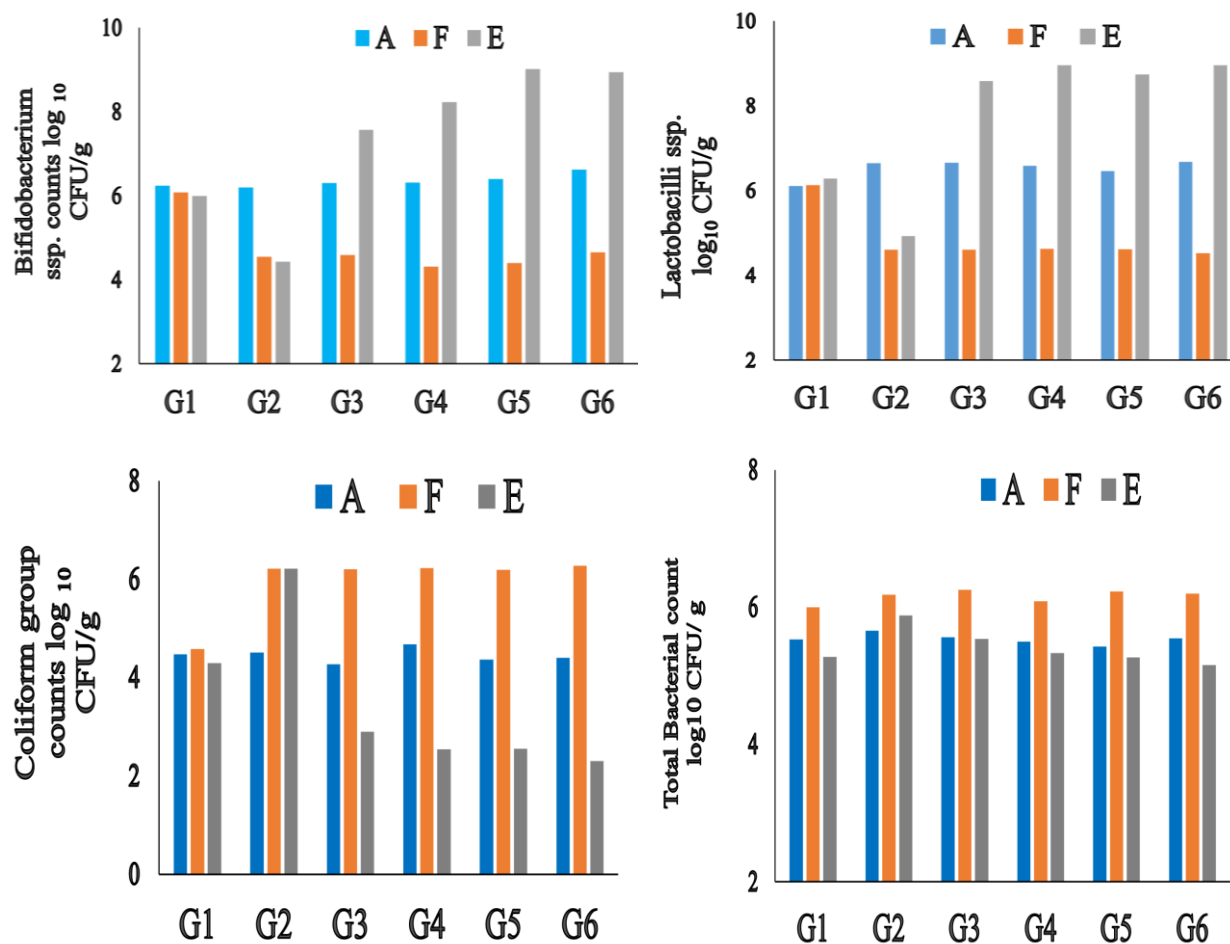 Bifidobacterium
ssp. counts log 10
CFU/g
10
8
6
4
2
A F E
G1 G2 G3 G4 G5 G6
Lactobacilli ssp.
log10 CFU/g
10
8
6
4
2
A F E
G1 G2 G3 G4 G5 G6
Coliform group
counts log 10
CFU/g
8
6
4
2
0
A F E
G1 G2 G3 G4 G5 G6
Total Bacterial count
log10 CFU/ g
8
6
4
2
A F E
G1 G2 G3 G4 G5 G6